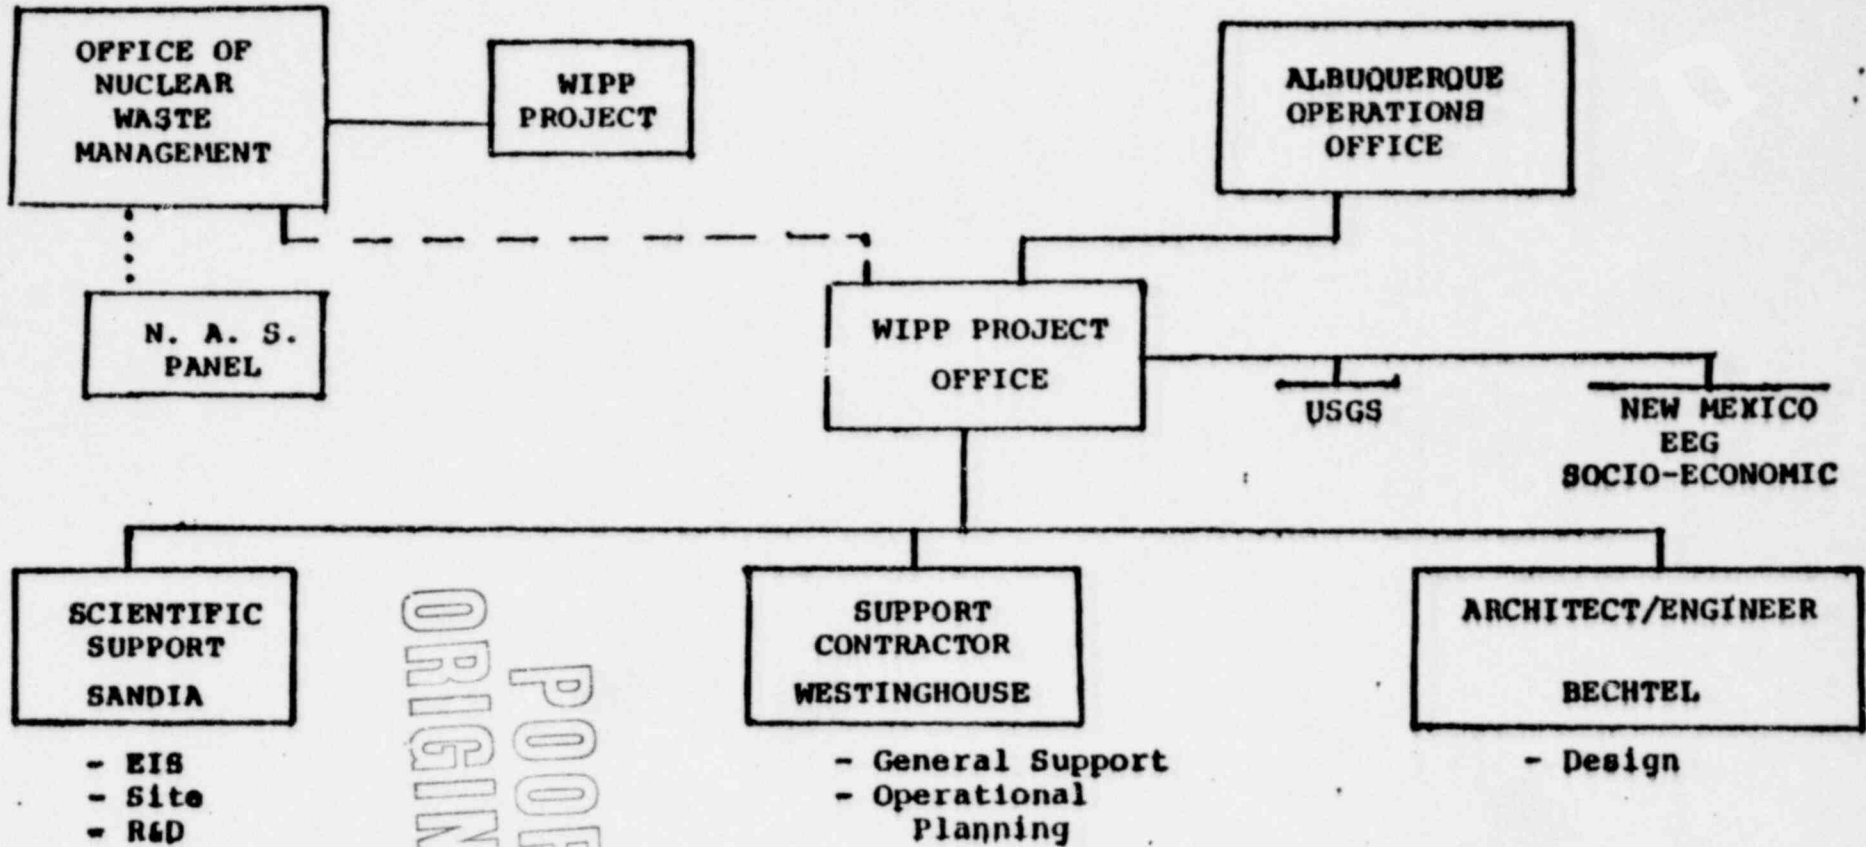 OFFICE OF
NUCLEAR
WASTE
MANAGEMENT
WIPP
PROJECT
ALBUQUERQUE
OPERATIONS
OFFICE
N. A. S.
PANEL
WIPP PROJECT
OFFICE
USGS
NEW MEXICO
EEG
SOCIO-ECONOMIC
SCIENTIFIC
SUPPORT
SANDIA
- EIS
- Site
- R&D
SUPPORT
CONTRACTOR
WESTINGHOUSE
- General Support
- Operational
Planning
ARCHITECT/ENGINEER
BECHTEL
- Design
POOR
ORIGIN